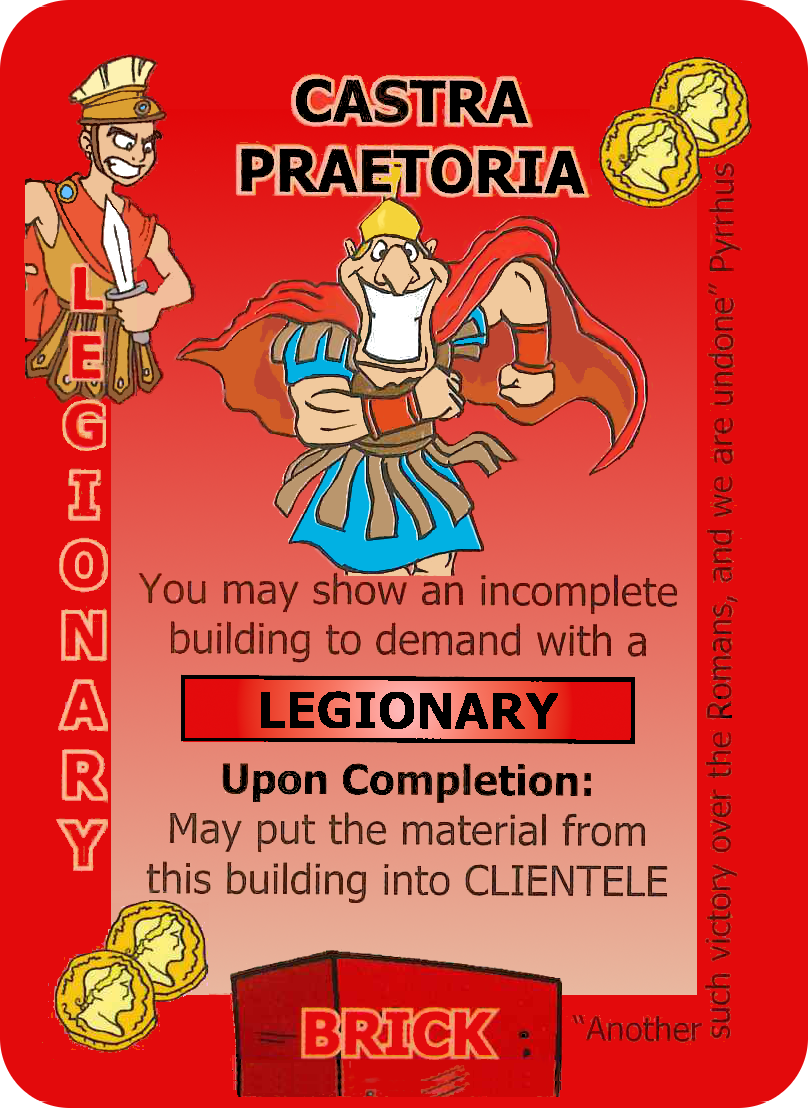 CASTRA
PRAETORIA
LEGIONARY
You may show an incomplete
building to demand with a
LEGIONARY
Upon Completion:
May put the material from
this building into CLIENTELE
BRICK
“Another
such victory over the Romans, and we are undone” Pyrrhus